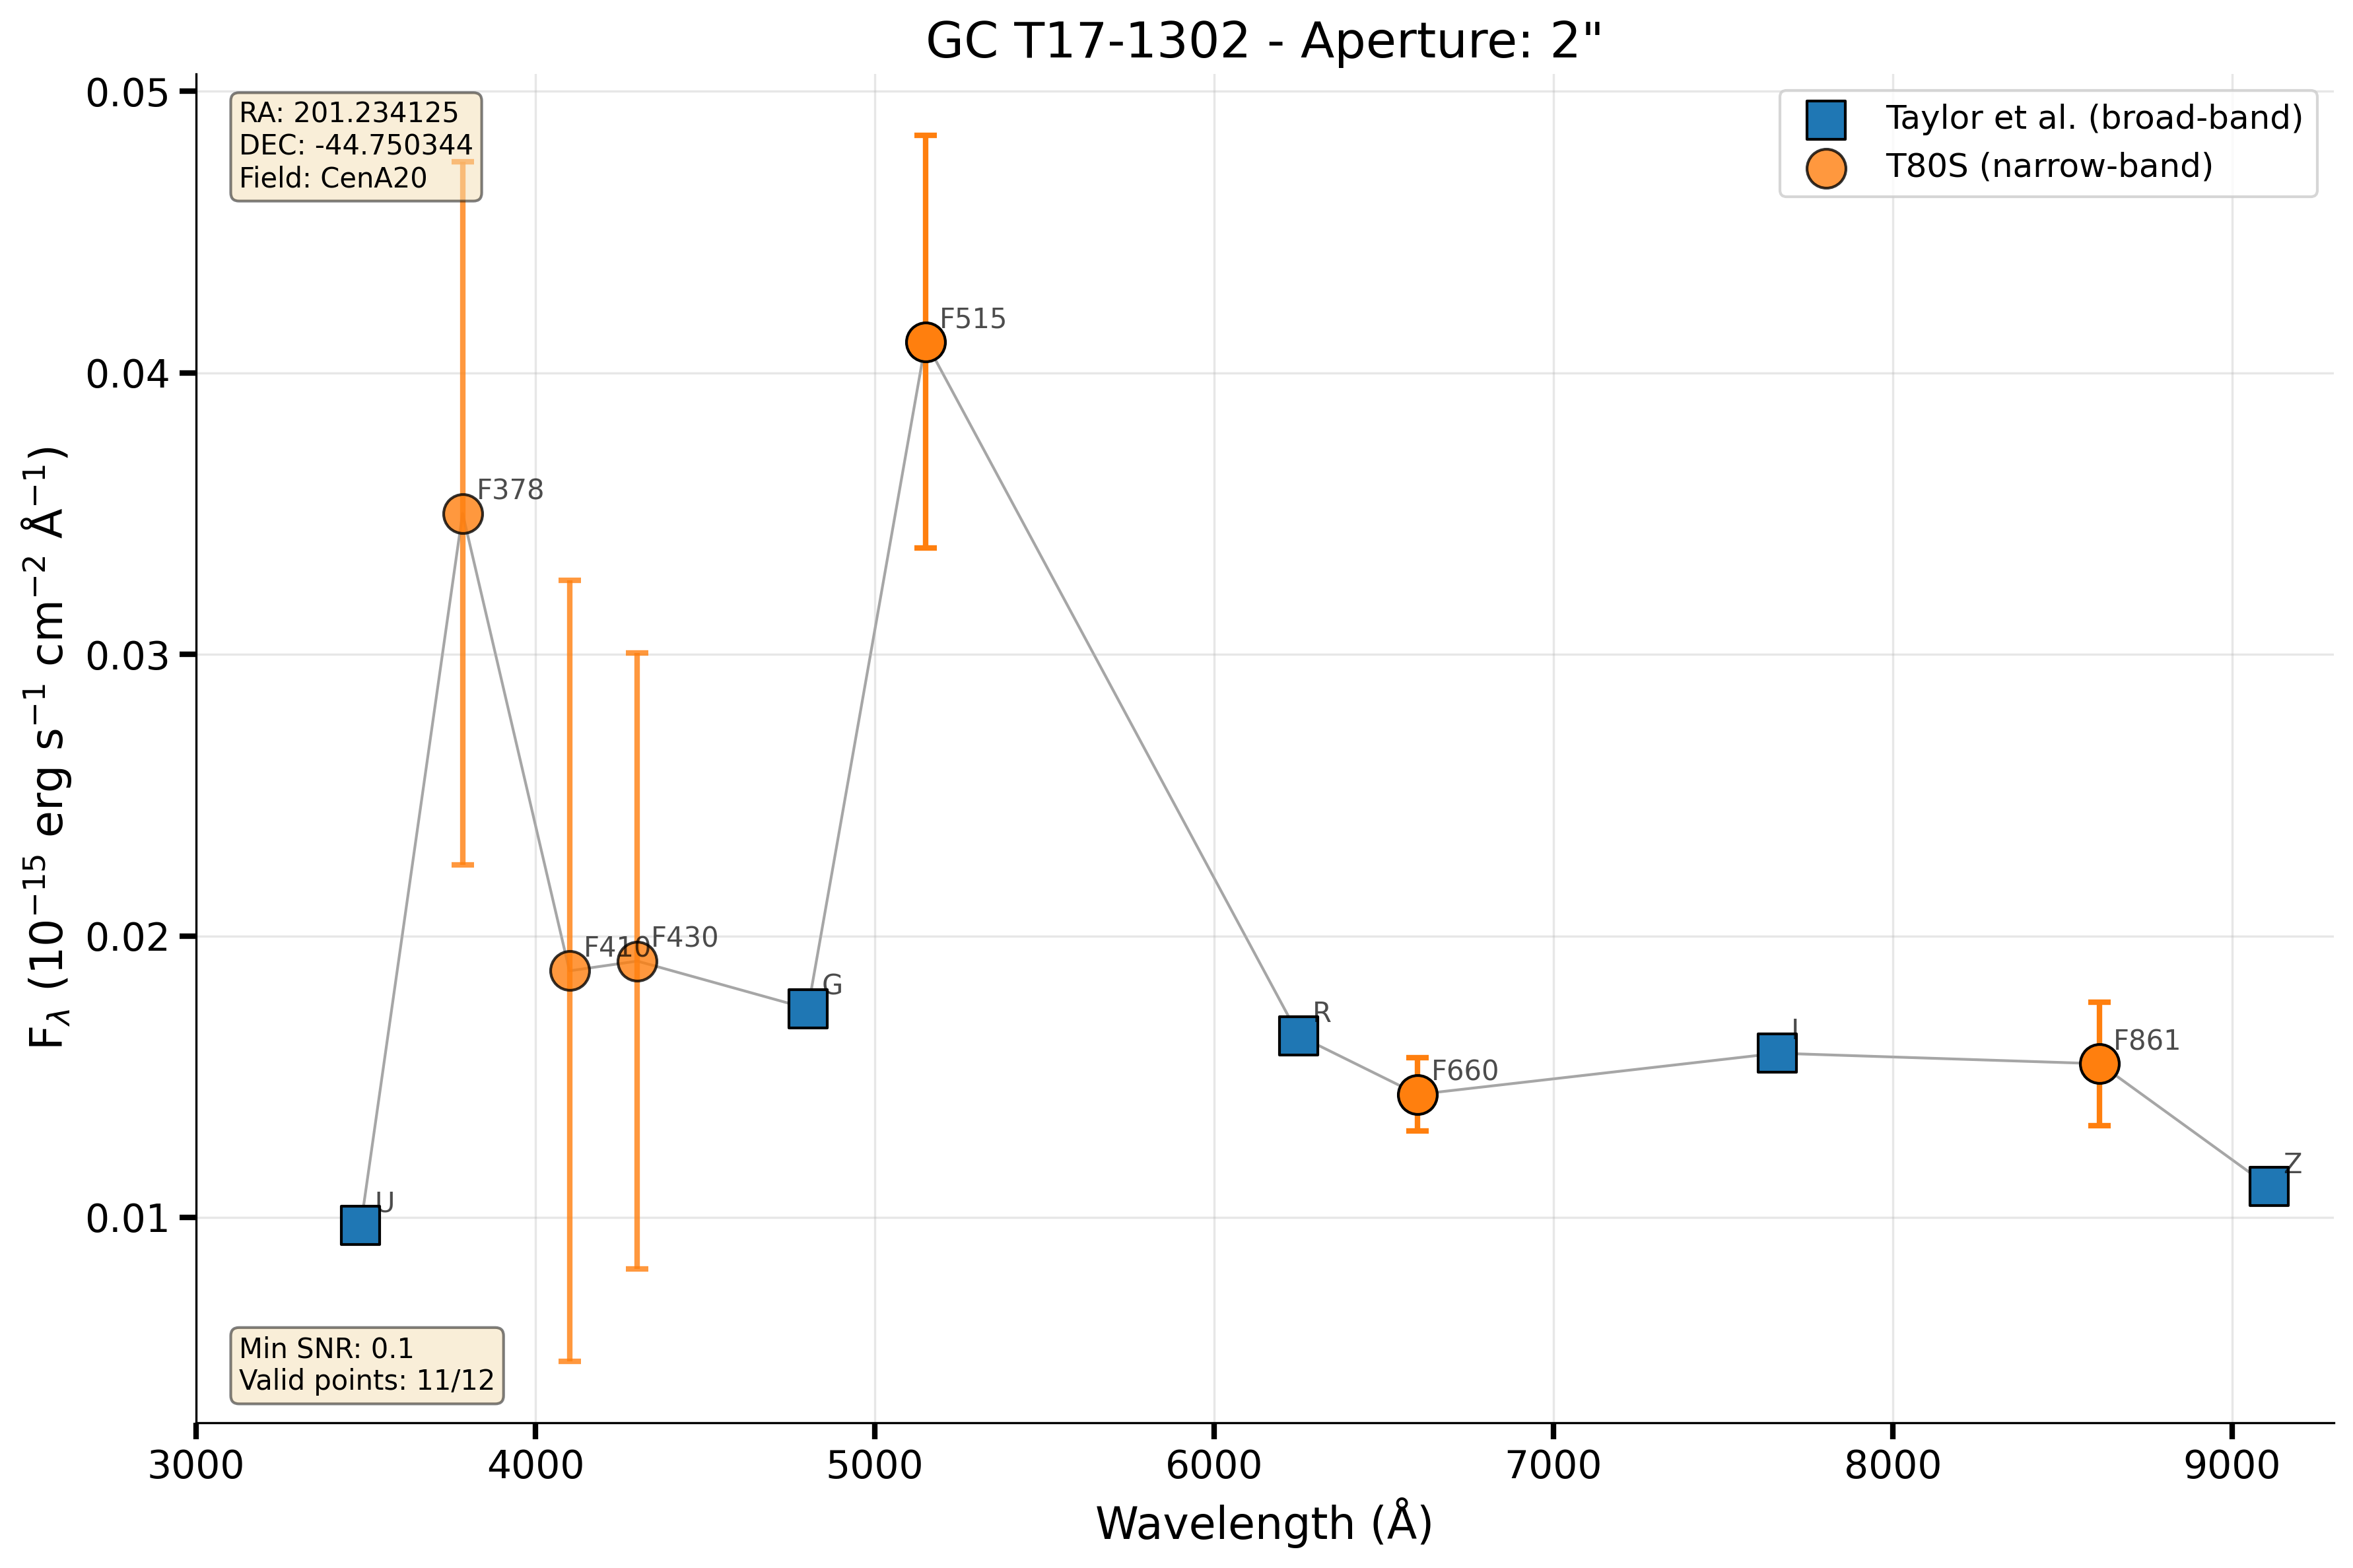 GC T17-1302 - Aperture: 2"
RA: 201.234125
DEC: -44.750344
Field: CenA20
Taylor et al. (broad-band)
T80S (narrow-band)
0.05
0.04
0.03
0.02
0.01
F_λ (10⁻¹⁵ erg s⁻¹ cm⁻² Å⁻¹)
F515
F378
F410
F430
G
R
I
F660
F861
U
Z
Min SNR: 0.1
Valid points: 11/12
3000 4000 5000 6000 7000 8000 9000
Wavelength (Å)